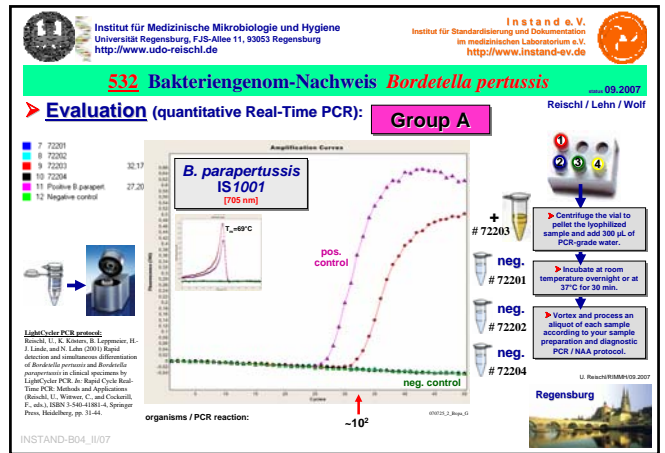 Institut für Medizinische Mikrobiologie und Hygiene
Universität Regensburg, FJS-Allee 11, 93053 Regensburg
http://www.udo-reischl.de
Instand e.V.
Institut für Standardisierung und Dokumentation
im medizinischen Laboratorium e.V.
http://www.instand-ev.de
532 Bakteriengenom-Nachweis Bordetella pertussis
status 09.2007
➢ Evaluation (quantitative Real-Time PCR):
Group A
Reischl / Lehn / Wolf
7 72201
8 72202
9 72203 32,17
10 72204
11 Positive B.parapert. 27,20
12 Negative control
Amplification Curves
B. parapertussis
IS1001
[705 nm]
Tm=69°C
pos.
control
neg. control
Cycles
organisms / PCR reaction:
~10²
070725_2_Bopa_G
1
2
3
4
+
# 72203
neg.
# 72201
neg.
# 72202
neg.
# 72204
➢ Centrifuge the vial to
pellet the lyophilized
sample and add 300 µL of
PCR-grade water.
➢ Incubate at room
temperature overnight or at
37°C for 30 min.
➢ Vortex and process an
aliquot of each sample
according to your sample
preparation and diagnostic
PCR / NAA protocol.
LightCycler PCR protocol:
Reischl, U., K. Kösters, B. Leppmeier, H.-
J. Linde, and N. Lehn (2001) Rapid
detection and simultaneous differentiation
of Bordetella pertussis and Bordetella
parapertussis in clinical specimens by
LightCycler PCR. In: Rapid Cycle Real-
Time PCR: Methods and Applications
(Reischl, U., Wittwer, C., and Cockerill,
F., eds.), ISBN 3-540-41881-4, Springer
Press, Heidelberg, pp. 31-44.
U. Reischl/RIMMH/09.2007
Regensburg
INSTAND-B04_II/07